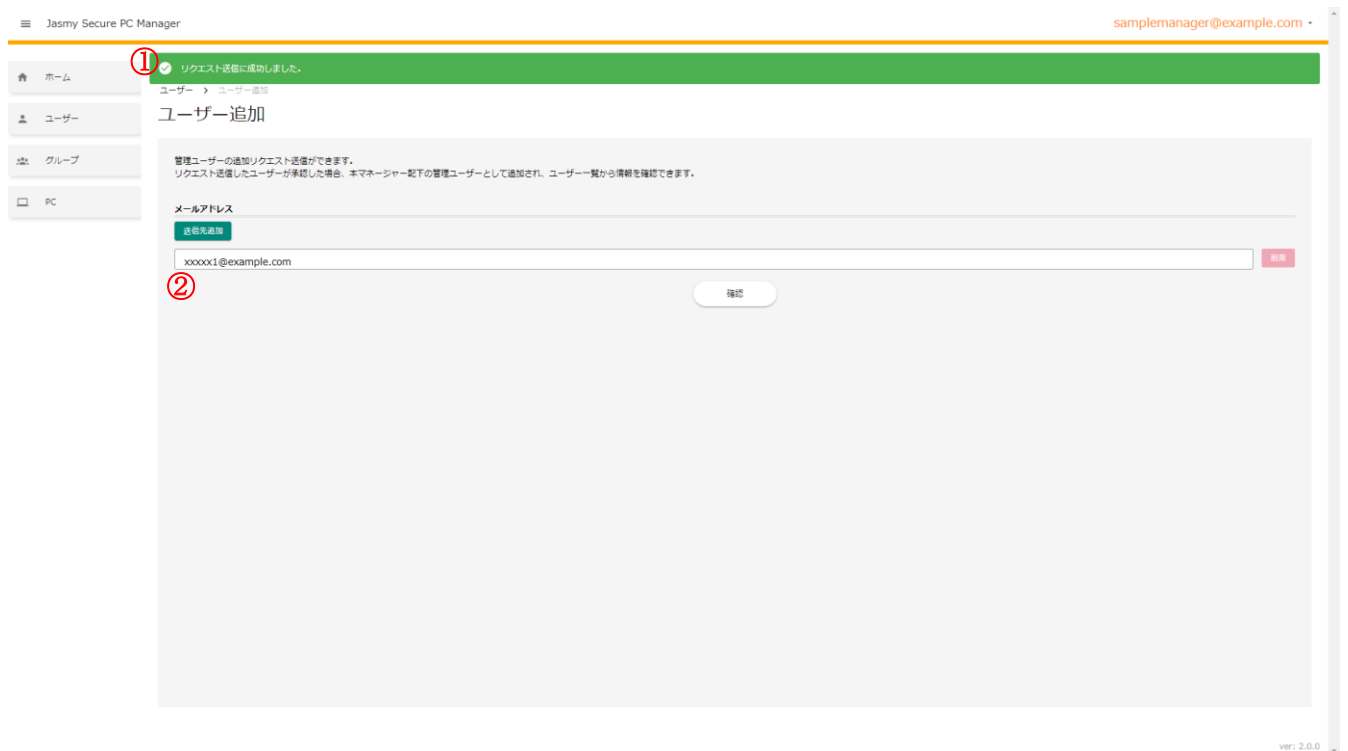 Jasmy Secure PC Manager
samplemanager@example.com
①
リクエスト送信に成功しました。
ホーム
ユーザー
グループ
PC
ユーザー > ユーザー追加
ユーザー追加
管理ユーザーの追加リクエスト送信ができます。
リクエスト送信したユーザーが承認した場合、本マネージャー配下の管理ユーザーとして追加され、ユーザー一覧から情報を確認できます。
メールアドレス
送信先追加
xxxxx1@example.com
削除
②
確認
ver: 2.0.0